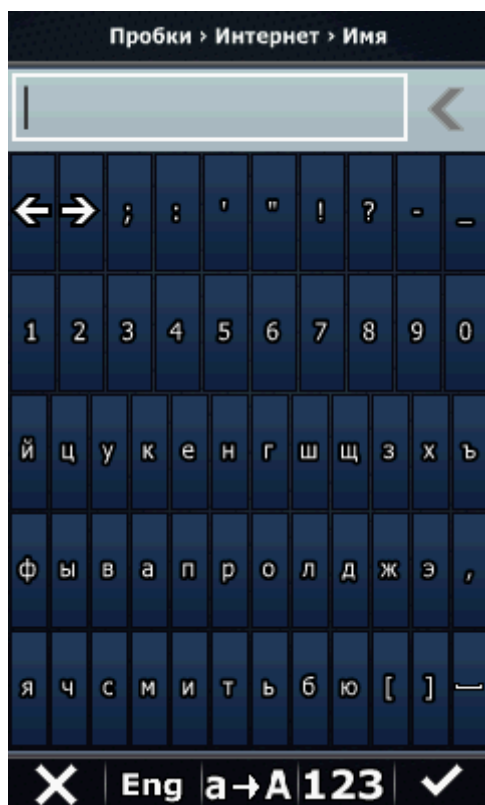 Пробки › Интернет › Имя
; : ' " ! ? - _
1 2 3 4 5 6 7 8 9 0
й ц у к е н г ш щ з х ъ
ф ы в а п р о л д ж э ,
я ч с м и т ь б ю [ ]
Eng a→A 123